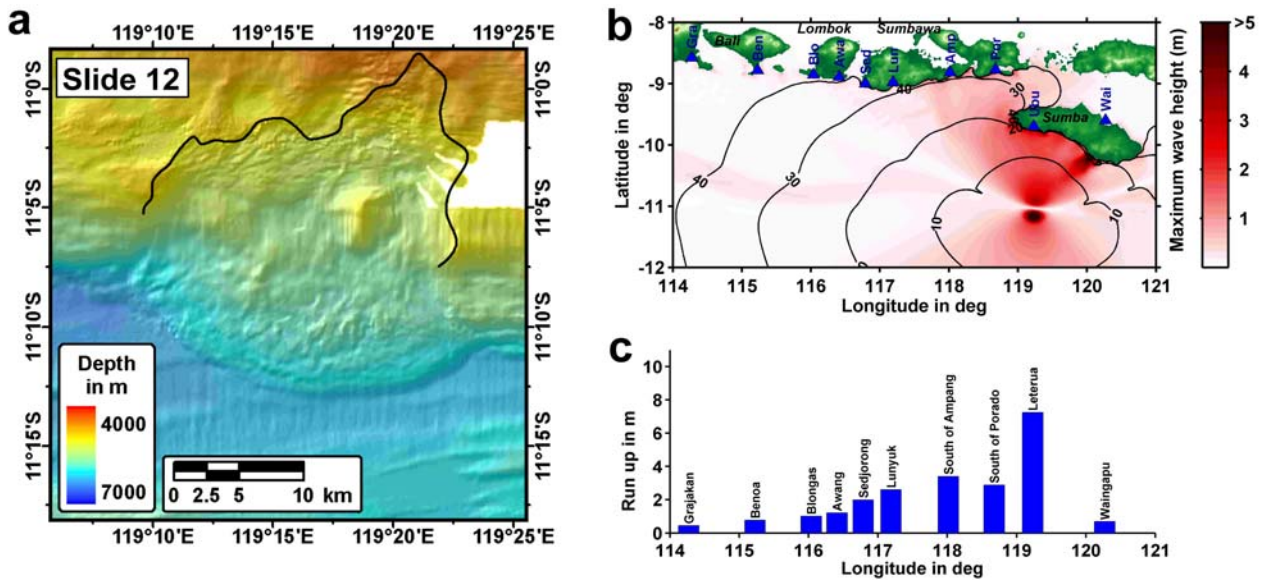 a
Slide 12
11°0'S
11°5'S
11°10'S
11°15'S
11°0'S
11°5'S
11°10'S
11°15'S
119°10'E
119°15'E
119°20'E
119°25'E
119°10'E
119°15'E
119°20'E
119°25'E
Depth
in m
4000
7000
0 2.5 5 10 km
b
-8
-9
-10
-11
-12
Latitude in deg
114 115 116 117 118 119 120 121
Longitude in deg
Bali
Lombok
Sumbawa
Sumba
Gra
Ben
Blo
Awa
Sed
Lun
Amp
Por
Wai
40
30
40
30
10
10
>5
4
3
2
1
Maximum wave height (m)
c
10
8
6
4
2
0
Run up in m
Grajakan
Benoa
Blongas
Awang
Sedjorong
Lunyuk
South of Ampang
South of Porado
Leterua
Waingapu
114 115 116 117 118 119 120 121
Longitude in deg